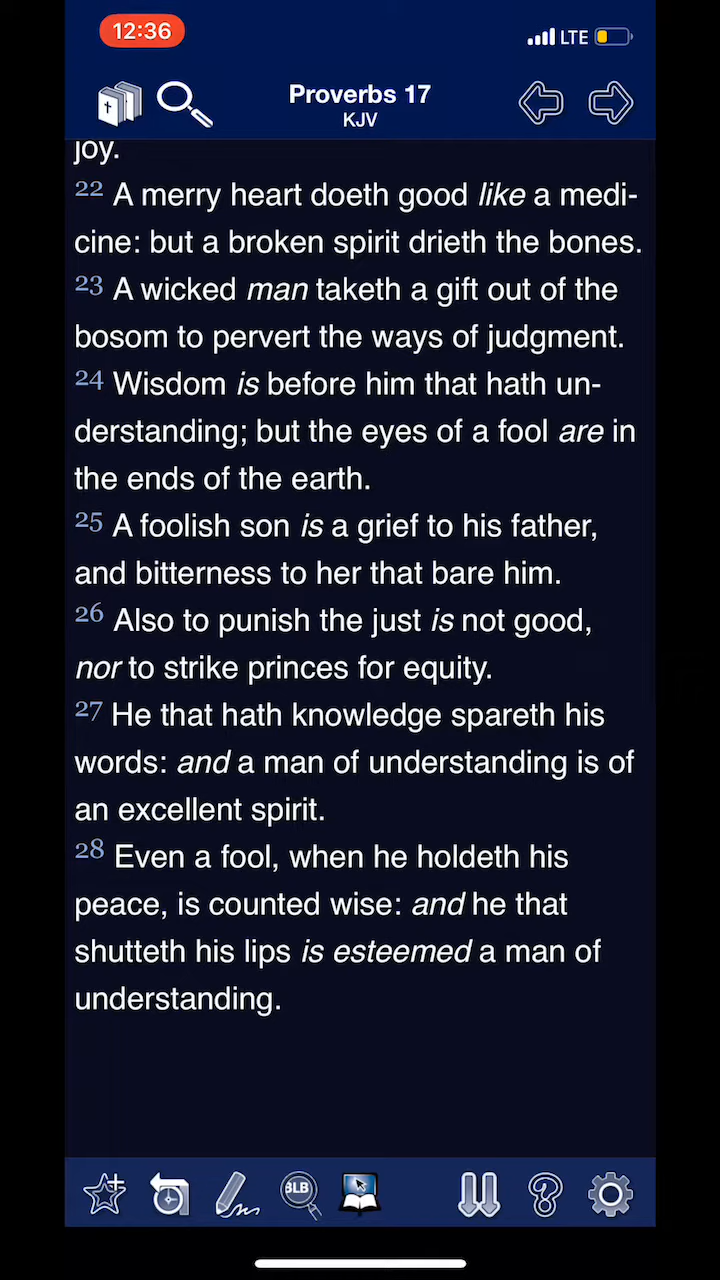 12:36
LTE
Proverbs 17
KJV
joy.
22 A merry heart doeth good like a medi-
cine: but a broken spirit drieth the bones.
23 A wicked man taketh a gift out of the
bosom to pervert the ways of judgment.
24 Wisdom is before him that hath un-
derstanding; but the eyes of a fool are in
the ends of the earth.
25 A foolish son is a grief to his father,
and bitterness to her that bare him.
26 Also to punish the just is not good,
nor to strike princes for equity.
27 He that hath knowledge spareth his
words: and a man of understanding is of
an excellent spirit.
28 Even a fool, when he holdeth his
peace, is counted wise: and he that
shutteth his lips is esteemed a man of
understanding.
BLB